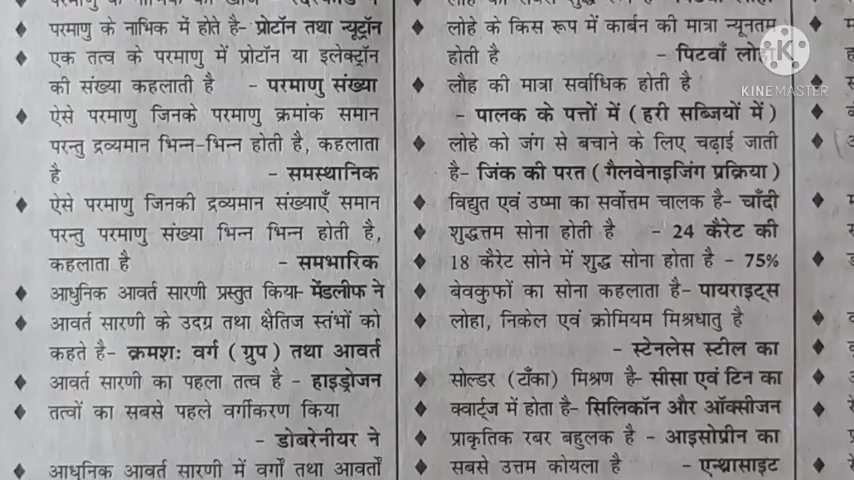 परमाणु के नाभिक में होते है- प्रोटॉन तथा न्यूट्रॉन
एक तत्व के परमाणु में प्रोटॉन या इलेक्ट्रॉन
की संख्या कहलाती है - परमाणु संख्या
ऐसे परमाणु जिनके परमाणु क्रमांक समान
परन्तु द्रव्यमान भिन्न-भिन्न होती है, कहलाता
है - समस्थानिक
ऐसे परमाणु जिनकी द्रव्यमान संख्याएँ समान
परन्तु परमाणु संख्या भिन्न भिन्न होती है,
कहलाता है - समभारिक
आधुनिक आवर्त सारणी प्रस्तुत किया- मेंडलीफ ने
आवर्त सारणी के उदग्र तथा क्षैतिज स्तंभों को
कहते है- क्रमशः वर्ग ( ग्रुप ) तथा आवर्त
आवर्त सारणी का पहला तत्व है - हाइड्रोजन
तत्वों का सबसे पहले वर्गीकरण किया
- डोबरेनीयर ने
आधुनिक आवर्त सारणी में वर्गों तथा आवर्तों
लोहे के किस रूप में कार्बन की मात्रा न्यूनतम
होती है - पिटवाँ लोहा
लौह की मात्रा सर्वाधिक होती है
- पालक के पत्तों में ( हरी सब्जियों में )
लोहे को जंग से बचाने के लिए चढ़ाई जाती
है- जिंक की परत ( गैलवेनाइजिंग प्रक्रिया )
विद्युत एवं उष्मा का सर्वोत्तम चालक है- चाँदी
शुद्धतम सोना होती है - 24 कैरेट की
18 कैरेट सोने में शुद्ध सोना होता है - 75%
बेवकुफों का सोना कहलाता है- पायराइट्स
लोहा, निकेल एवं क्रोमियम मिश्रधातु है
- स्टेनलेस स्टील का
सोल्डर (टाँका) मिश्रण है- सीसा एवं टिन का
क्वार्ट्ज में होता है- सिलिकॉन और ऑक्सीजन
प्राकृतिक रबर बहुलक है - आइसोप्रीन का
सबसे उत्तम कोयला है - एन्थ्रासाइट
KINEMASTER